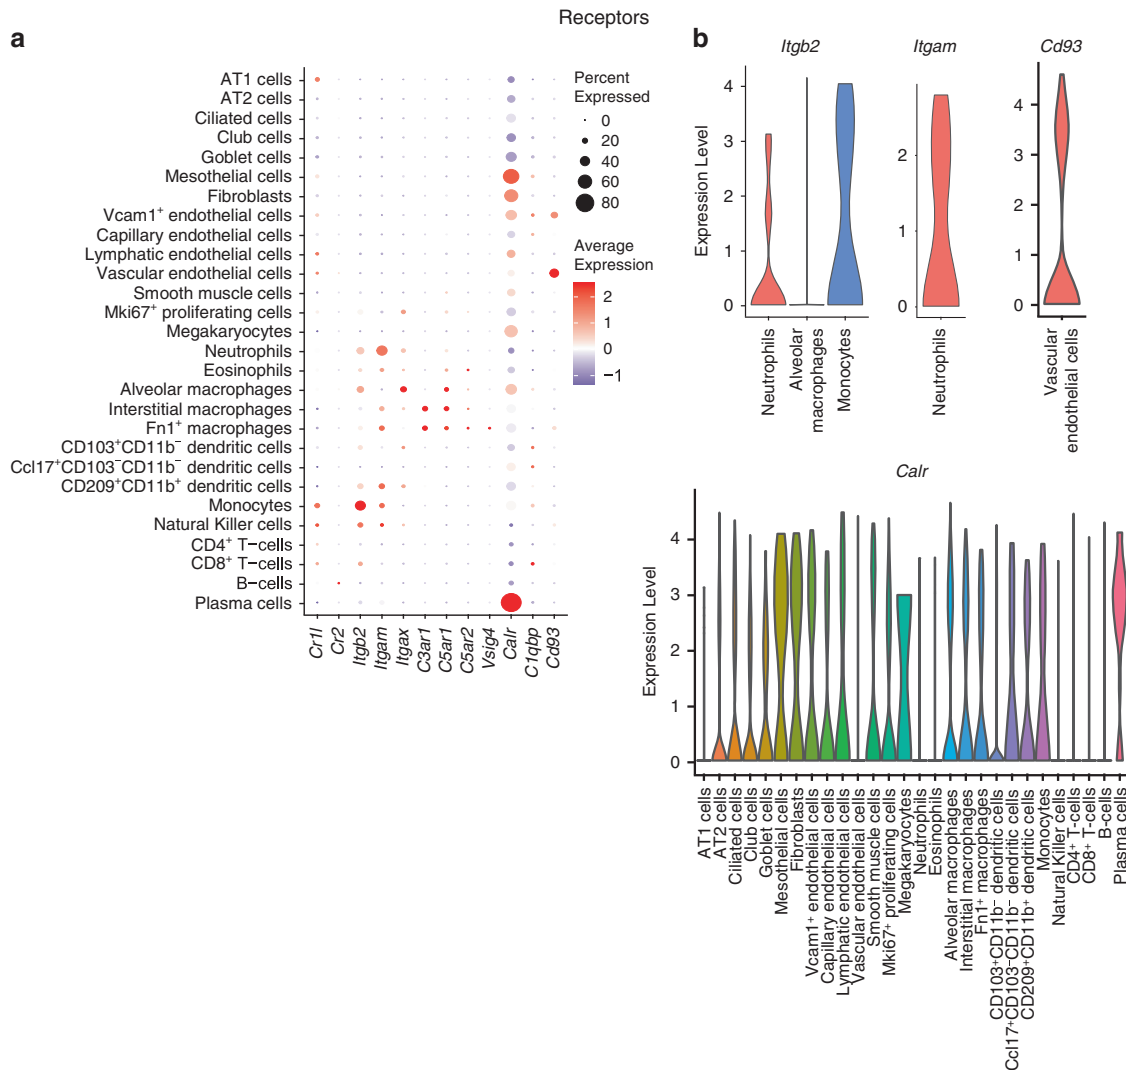 Receptors
a
AT1 cells
AT2 cells
Ciliated cells
Club cells
Goblet cells
Mesothelial cells
Fibroblasts
Vcam1⁺ endothelial cells
Capillary endothelial cells
Lymphatic endothelial cells
Vascular endothelial cells
Smooth muscle cells
Mki67⁺ proliferating cells
Megakaryocytes
Neutrophils
Eosinophils
Alveolar macrophages
Interstitial macrophages
Fn1⁺ macrophages
CD103⁺CD11b⁻ dendritic cells
Ccl17⁺CD103⁻CD11b⁻ dendritic cells
CD209⁺CD11b⁺ dendritic cells
Monocytes
Natural Killer cells
CD4⁺ T−cells
CD8⁺ T−cells
B−cells
Plasma cells
Cr1l
Cr2
Itgb2
Itgam
Itgax
C3ar1
C5ar1
C5ar2
Vsig4
Calr
C1qbp
Cd93
Percent
Expressed
0
20
40
60
80
Average
Expression
2
1
0
−1
b
Itgb2
Expression Level
4
3
2
1
0
Neutrophils
Alveolar
macrophages
Monocytes
Itgam
2
1
0
Neutrophils
Cd93
4
3
2
1
0
Vascular
endothelial cells
Calr
Expression Level
4
3
2
1
0
AT1 cells
AT2 cells
Ciliated cells
Club cells
Goblet cells
Mesothelial cells
Fibroblasts
Vcam1⁺ endothelial cells
Capillary endothelial cells
Lymphatic endothelial cells
Vascular endothelial cells
Smooth muscle cells
Mki67⁺ proliferating cells
Megakaryocytes
Neutrophils
Eosinophils
Alveolar macrophages
Interstitial macrophages
Fn1⁺ macrophages
CD103⁺CD11b⁻ dendritic cells
Ccl17⁺CD103⁻CD11b⁻ dendritic cells
CD209⁺CD11b⁺ dendritic cells
Monocytes
Natural Killer cells
CD4⁺ T−cells
CD8⁺ T−cells
B−cells
Plasma cells